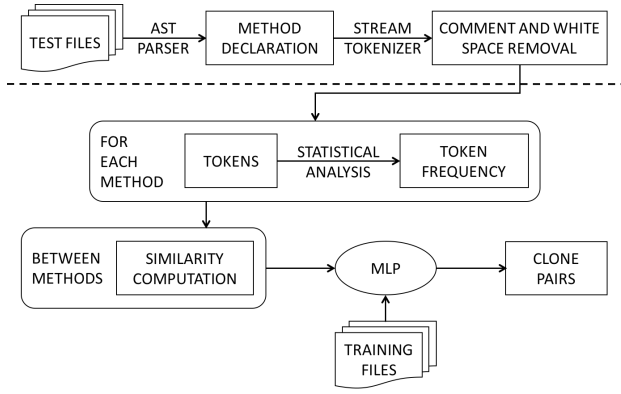 TEST FILES
AST
PARSER
METHOD
DECLARATION
STREAM
TOKENIZER
COMMENT AND WHITE
SPACE REMOVAL
FOR
EACH
METHOD
TOKENS
STATISTICAL
ANALYSIS
TOKEN
FREQUENCY
BETWEEN
METHODS
SIMILARITY
COMPUTATION
MLP
CLONE
PAIRS
TRAINING
FILES